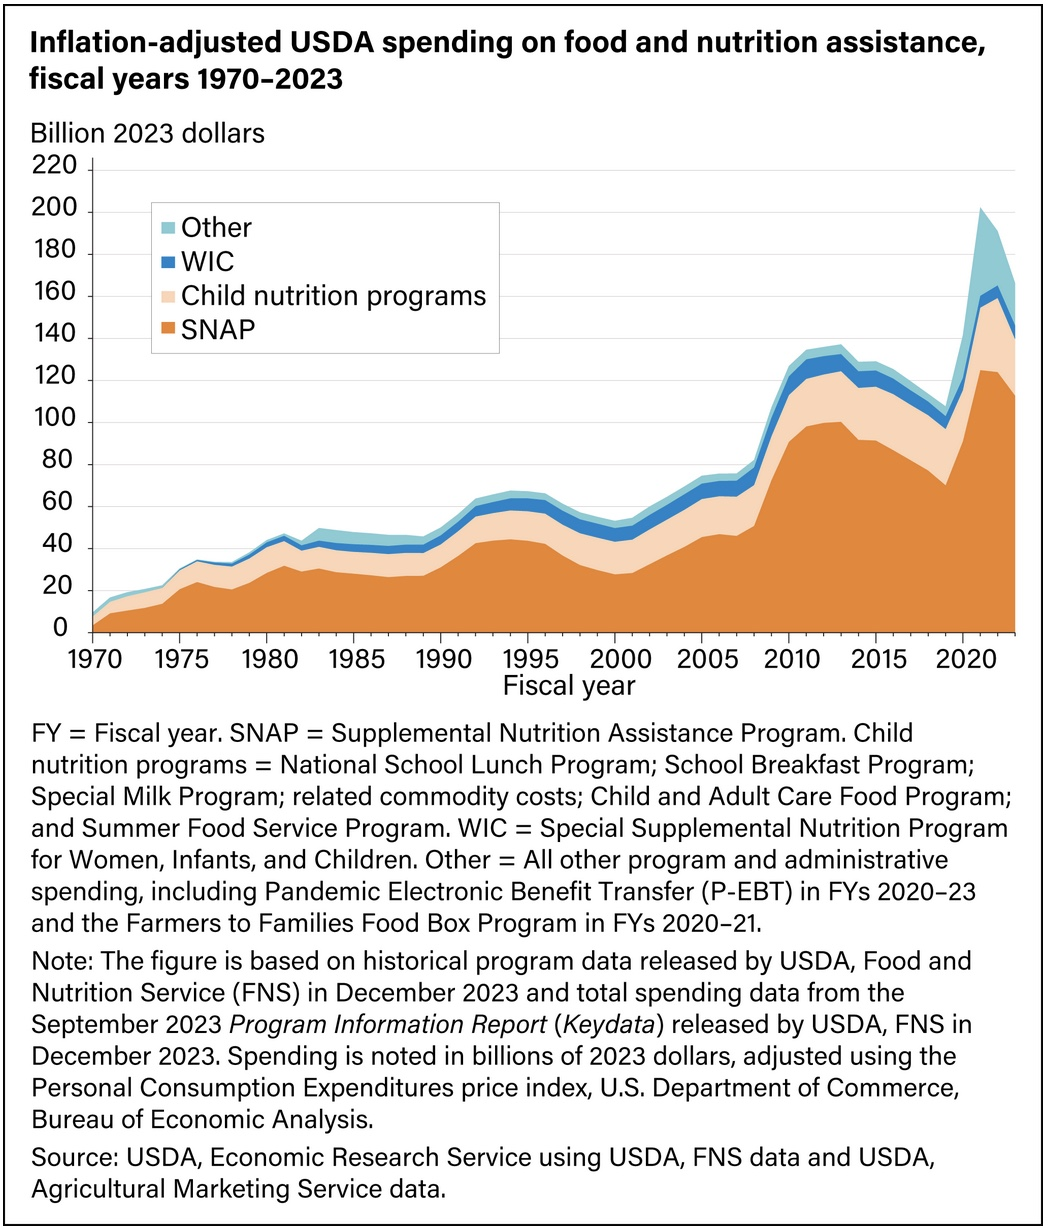 Inflation-adjusted USDA spending on food and nutrition assistance,
fiscal years 1970–2023
Billion 2023 dollars
220
200
180
160
140
120
100
80
60
40
20
0
Other
WIC
Child nutrition programs
SNAP
1970 1975 1980 1985 1990 1995 2000 2005 2010 2015 2020
Fiscal year
FY = Fiscal year. SNAP = Supplemental Nutrition Assistance Program. Child
nutrition programs = National School Lunch Program; School Breakfast Program;
Special Milk Program; related commodity costs; Child and Adult Care Food Program;
and Summer Food Service Program. WIC = Special Supplemental Nutrition Program
for Women, Infants, and Children. Other = All other program and administrative
spending, including Pandemic Electronic Benefit Transfer (P-EBT) in FYs 2020–23
and the Farmers to Families Food Box Program in FYs 2020–21.
Note: The figure is based on historical program data released by USDA, Food and
Nutrition Service (FNS) in December 2023 and total spending data from the
September 2023 Program Information Report (Keydata) released by USDA, FNS in
December 2023. Spending is noted in billions of 2023 dollars, adjusted using the
Personal Consumption Expenditures price index, U.S. Department of Commerce,
Bureau of Economic Analysis.
Source: USDA, Economic Research Service using USDA, FNS data and USDA,
Agricultural Marketing Service data.